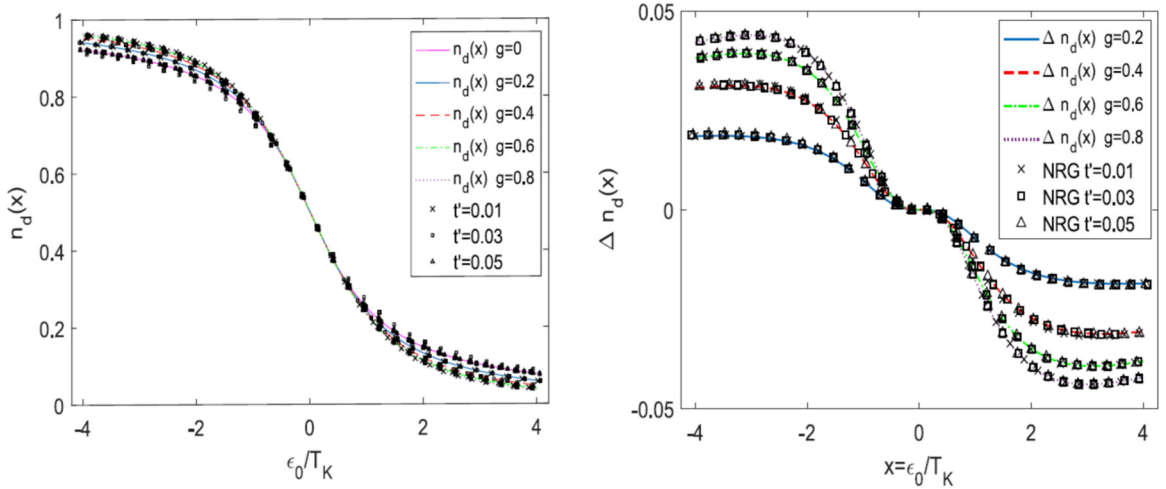 1
0.8
0.6
0.4
0.2
0
n_d(x)
n_d(x) g=0
n_d(x) g=0.2
n_d(x) g=0.4
n_d(x) g=0.6
n_d(x) g=0.8
t'=0.01
t'=0.03
t'=0.05
-4
-2
0
2
4
ϵ_0/T_K
0.05
0
-0.05
Δ n_d(x)
Δ n_d(x) g=0.2
Δ n_d(x) g=0.4
Δ n_d(x) g=0.6
Δ n_d(x) g=0.8
NRG t'=0.01
NRG t'=0.03
NRG t'=0.05
-4
-2
0
2
4
x=ϵ_0/T_K